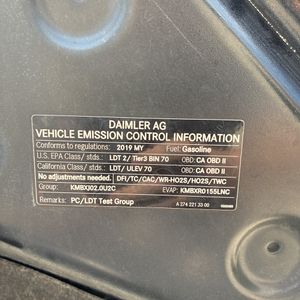 DAIMLER AG
VEHICLE EMISSION CONTROL INFORMATION
Conforms to regulations: 2019 MY Fuel: Gasoline
U.S. EPA Class/ stds.: LDT 2/ Tier3 BIN 70 OBD: CA OBD II
California Class/ stds.: LDT/ ULEV 70 OBD: CA OBD II
No adjustments needed. DFI/TC/CAC/WR-HO2S/HO2S/TWC
Group: KMBXJ02.0U2C EVAP: KMBXR0155LNC
Remarks: PC/LDT Test Group A 274 221 33 00